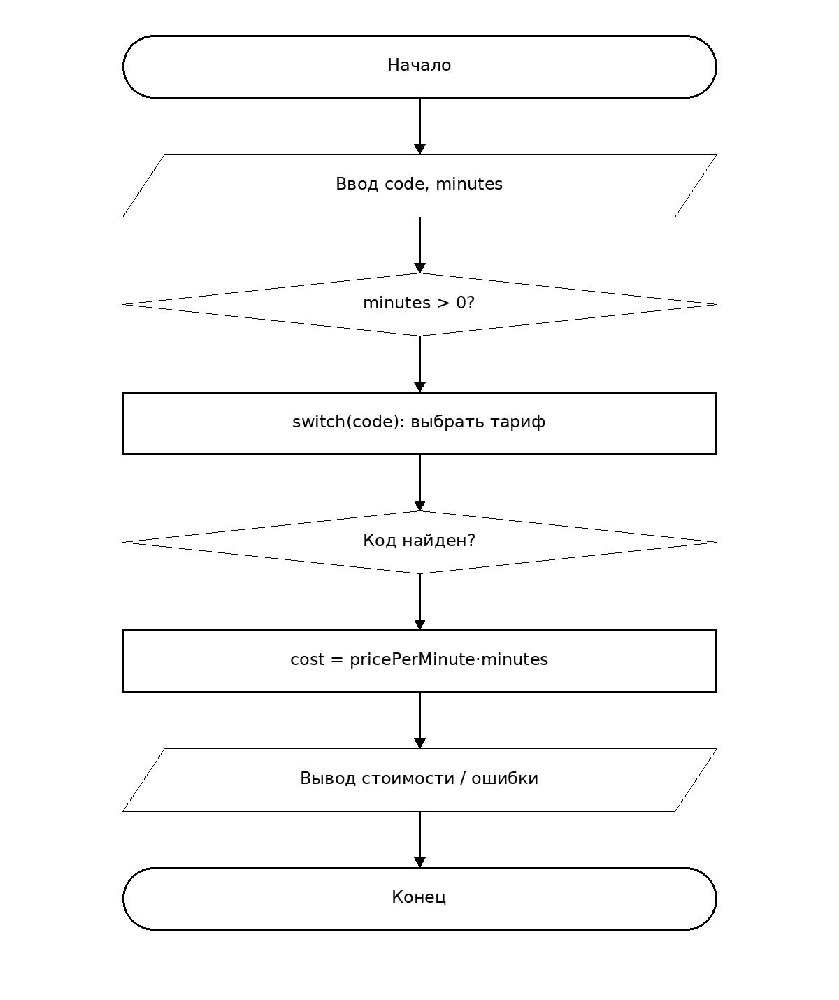 Начало
Ввод code, minutes
minutes > 0?
switch(code): выбрать тариф
Код найден?
cost = pricePerMinute·minutes
Вывод стоимости / ошибки
Конец